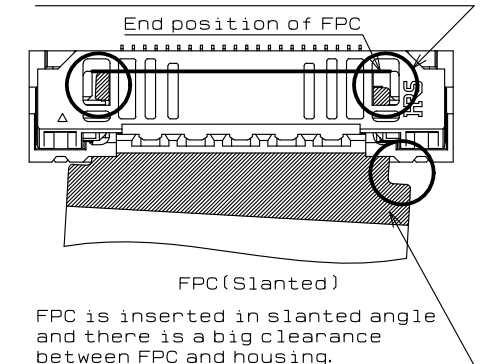 End position of FPC
HRS
FPC(Slanted)
FPC is inserted in slanted angle
and there is a big clearance
between FPC and housing.